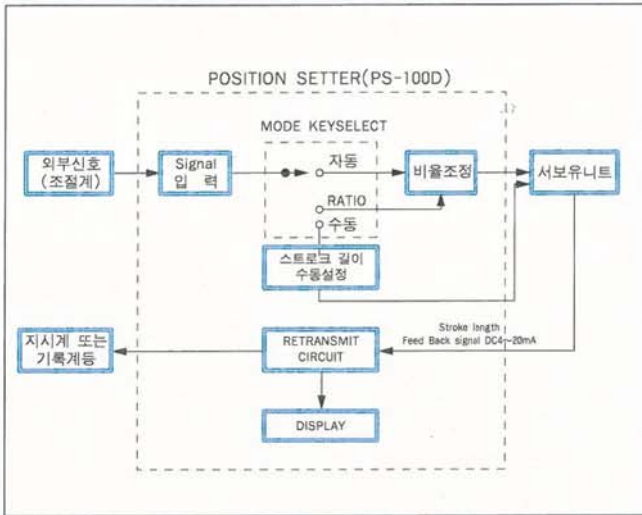 POSITION SETTER(PS-100D)
MODE KEYSELECT
외부신호
(조절계)
Signal
입 력
자동
비율조정
서보유니트
RATIO
수동
스트로크 길이
수동설정
지시계 또는
기록계등
RETRANSMIT
CIRCUIT
Stroke length
Feed Back signal DC4~20mA
DISPLAY